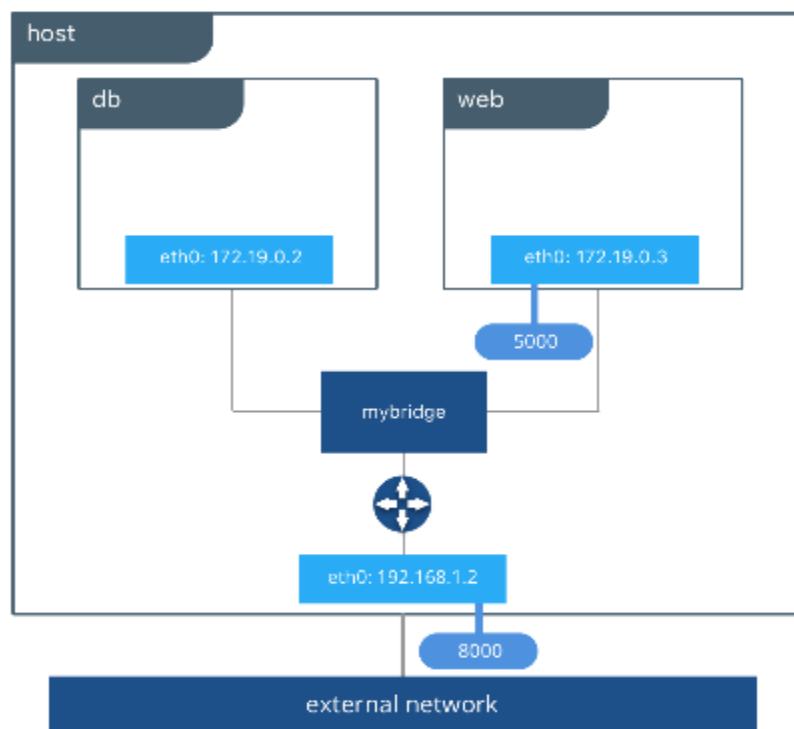 host
db
web
eth0: 172.19.0.2
eth0: 172.19.0.3
5000
mybridge
eth0: 192.168.1.2
8000
external network